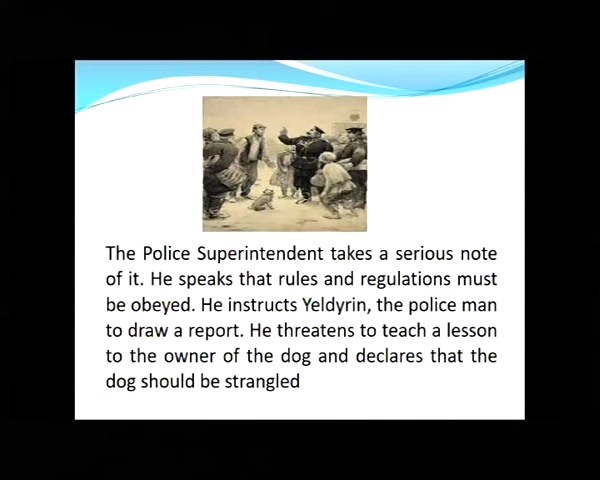 The Police Superintendent takes a serious note
of it. He speaks that rules and regulations must
be obeyed. He instructs Yeldyrin, the police man
to draw a report. He threatens to teach a lesson
to the owner of the dog and declares that the
dog should be strangled